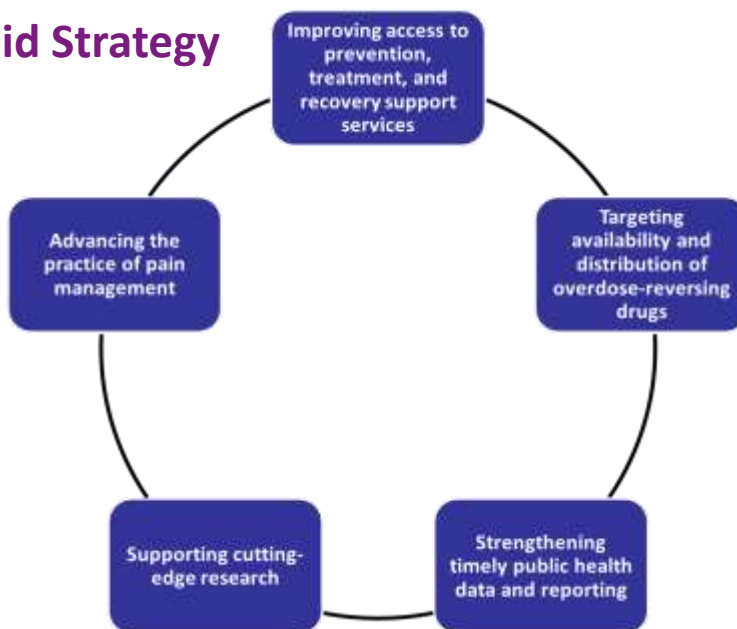 id Strategy
Improving access to
prevention,
treatment, and
recovery support
services
Targeting
availability and
distribution of
overdose-reversing
drugs
Strengthening
timely public health
data and reporting
Supporting cutting-
edge research
Advancing the
practice of pain
management